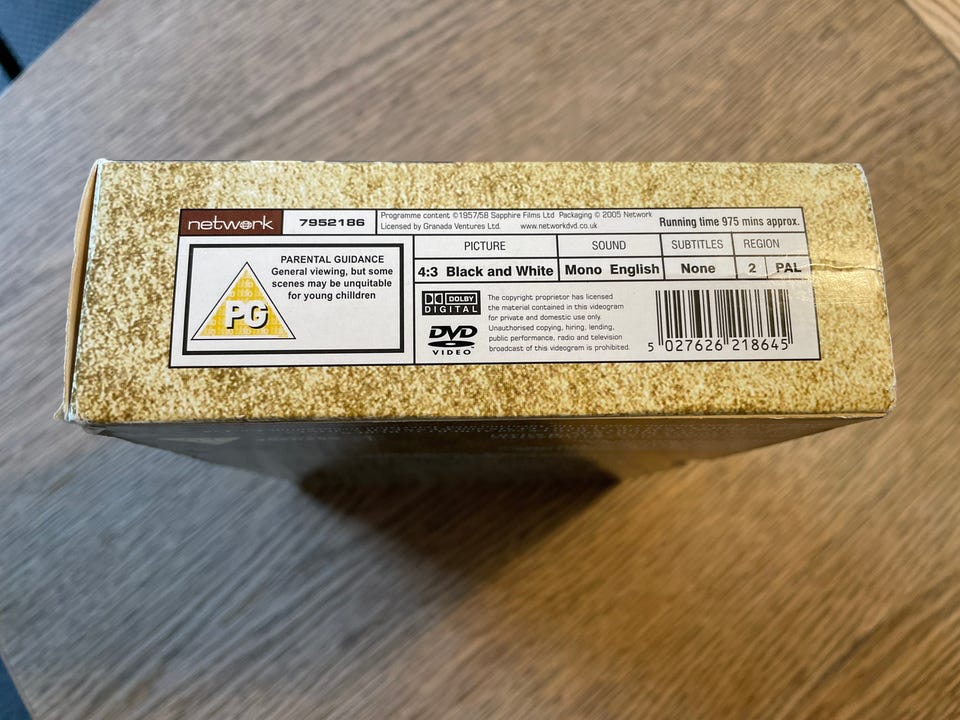 network
7952186
Programme content ©1957/58 Sapphire Films Ltd Packaging © 2005 Network
Licensed by Granada Ventures Ltd. www.networkdvd.co.uk
Running time 975 mins approx.
PARENTAL GUIDANCE
General viewing, but some
scenes may be unquitable
for young chilldren
PG
PICTURE SOUND SUBTITLES REGION
4:3 Black and White Mono English None 2 PAL
DOLBY
DIGITAL
DVD
VIDEO
The copyright proprietor has licensed
the material contained in this videogram
for private and domestic use only.
Unauthorised copying, hiring, lending,
public performance, radio and television
broadcast of this videogram is prohibited.
5 027626 218645